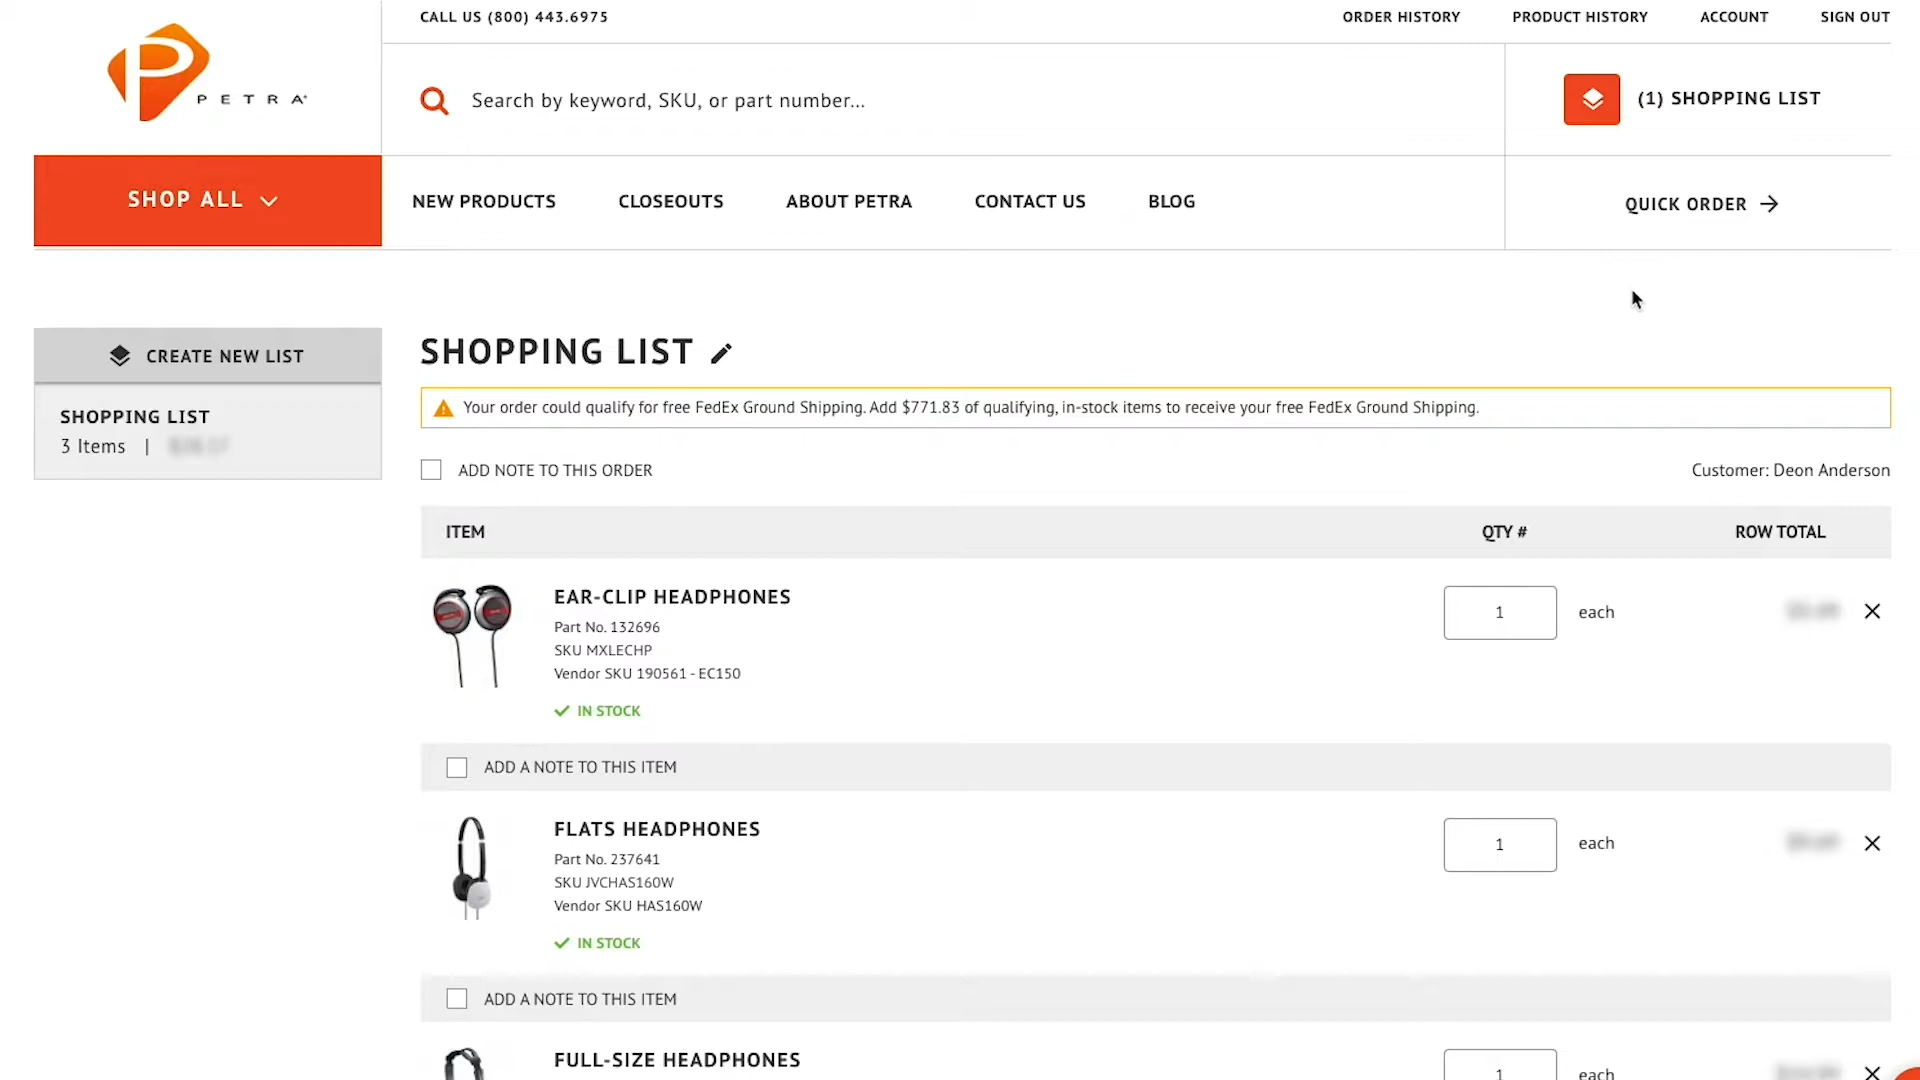 CALL US (800) 443.6975
ORDER HISTORY
PRODUCT HISTORY
ACCOUNT
SIGN OUT
PETRA
Search by keyword, SKU, or part number...
(1) SHOPPING LIST
SHOP ALL
NEW PRODUCTS
CLOSEOUTS
ABOUT PETRA
CONTACT US
BLOG
QUICK ORDER
CREATE NEW LIST
SHOPPING LIST
3 Items |
SHOPPING LIST
Your order could qualify for free FedEx Ground Shipping. Add $771.83 of qualifying, in-stock items to receive your free FedEx Ground Shipping.
ADD NOTE TO THIS ORDER
Customer: Deon Anderson
ITEM
QTY #
ROW TOTAL
EAR-CLIP HEADPHONES
Part No. 132696
SKU MXLECHP
Vendor SKU 190561 - EC150
IN STOCK
1
each
ADD A NOTE TO THIS ITEM
FLATS HEADPHONES
Part No. 237641
SKU JVCHAS160W
Vendor SKU HAS160W
IN STOCK
1
each
ADD A NOTE TO THIS ITEM
FULL-SIZE HEADPHONES
1
each